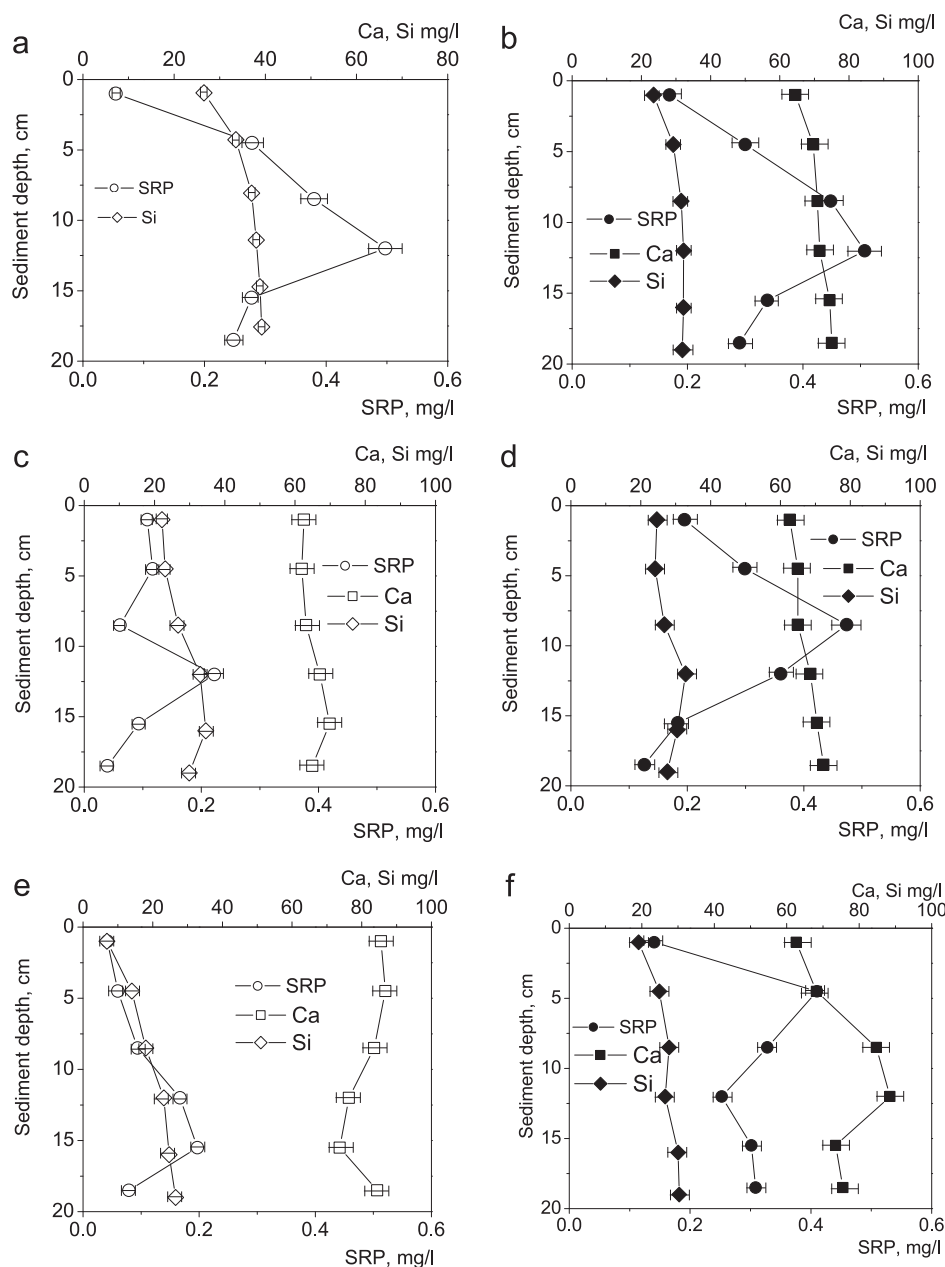 a
Ca, Si mg/l
0 20 40 60 80
0
5
10
15
20
Sediment depth, cm
SRP
Si
0.0 0.2 0.4 0.6
SRP, mg/l
b
Ca, Si mg/l
0 20 40 60 80 100
0
5
10
15
20
Sediment depth, cm
SRP
Ca
Si
0.0 0.2 0.4 0.6
SRP, mg/l
c
Ca, Si mg/l
0 20 40 60 80 100
0
5
10
15
20
Sediment depth, cm
SRP
Ca
Si
0.0 0.2 0.4 0.6
SRP, mg/l
d
Ca, Si mg/l
0 20 40 60 80 100
0
5
10
15
20
Sediment depth, cm
SRP
Ca
Si
0.0 0.2 0.4 0.6
SRP, mg/l
e
Ca, Si mg/l
0 20 40 60 80 100
0
5
10
15
20
Sediment depth, cm
SRP
Ca
Si
0.0 0.2 0.4 0.6
SRP, mg/l
f
Ca, Si mg/l
0 20 40 60 80 100
0
5
10
15
20
Sediment depth, cm
SRP
Ca
Si
0.0 0.2 0.4 0.6
SRP, mg/l